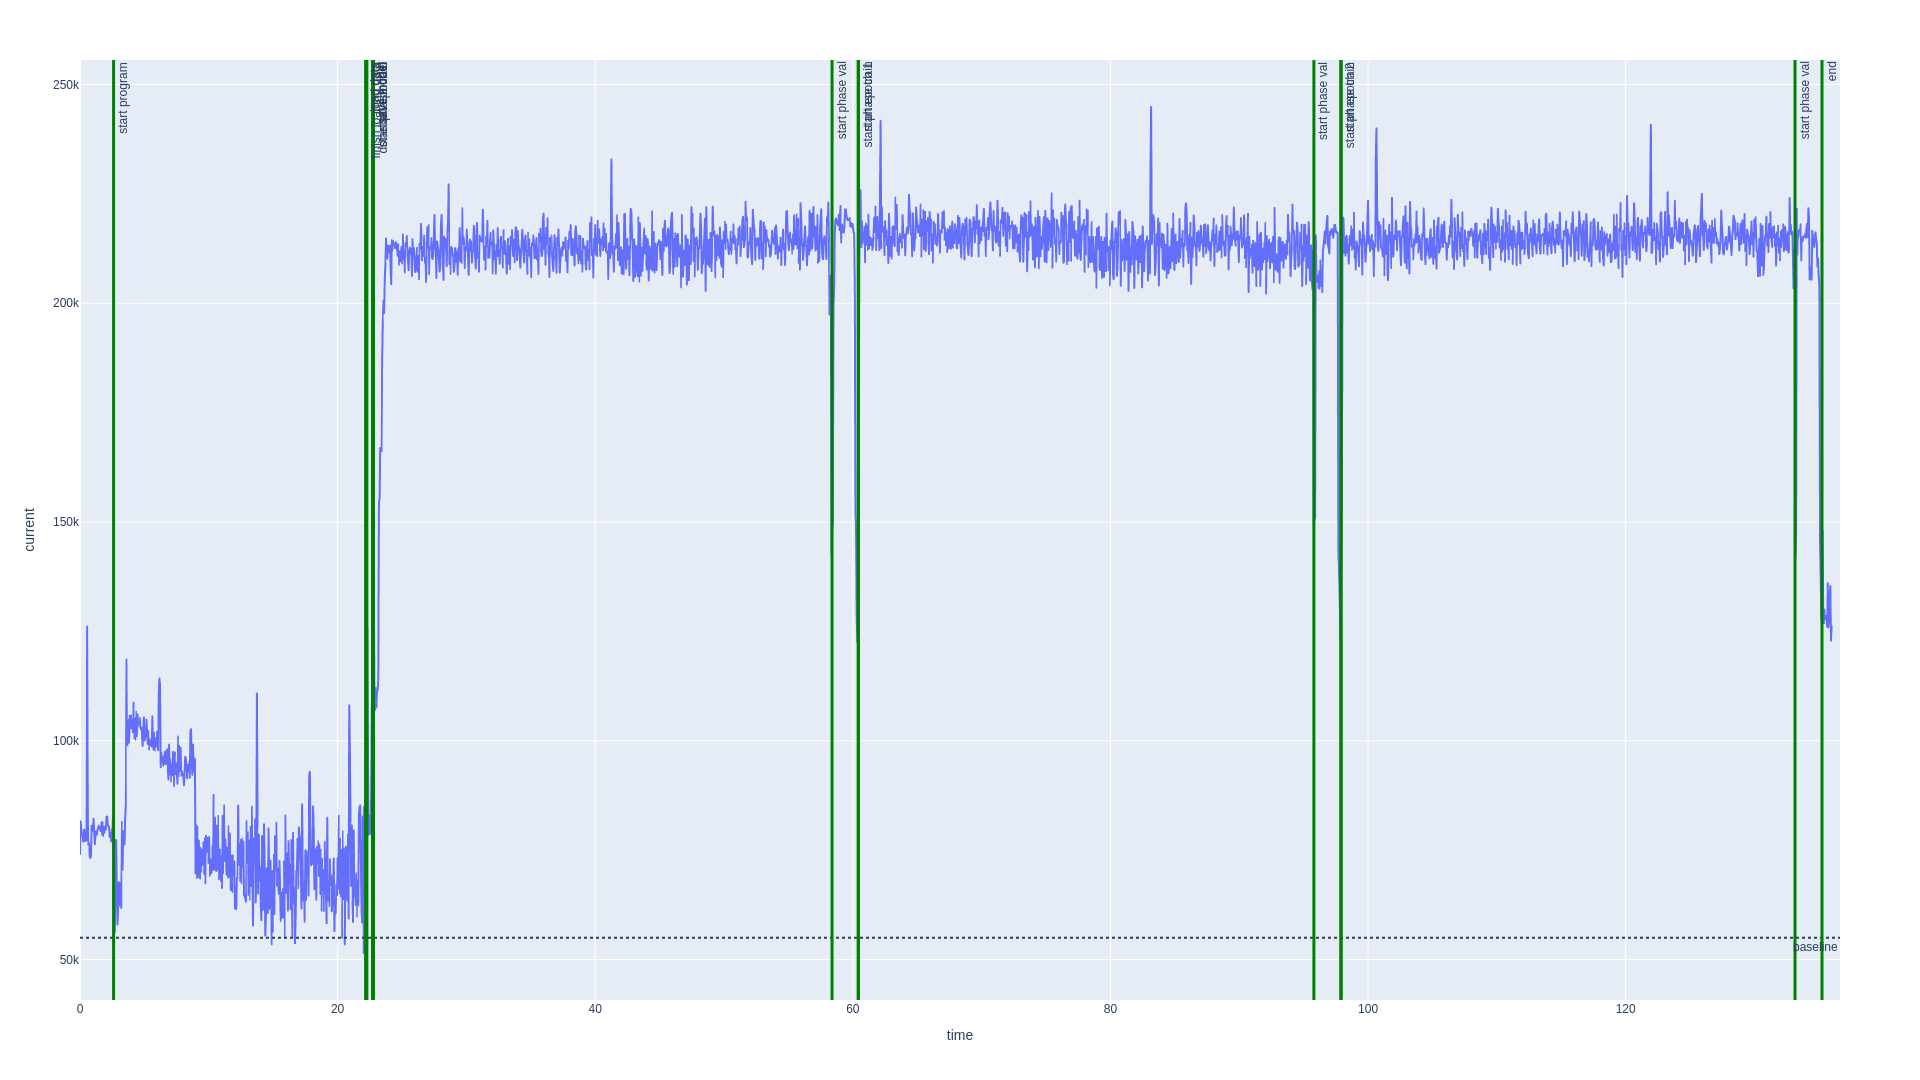 start program
start phase val
start phase val
start phase val
end
250k
200k
150k
100k
50k
current
baseline
0
20
40
60
80
100
120
time